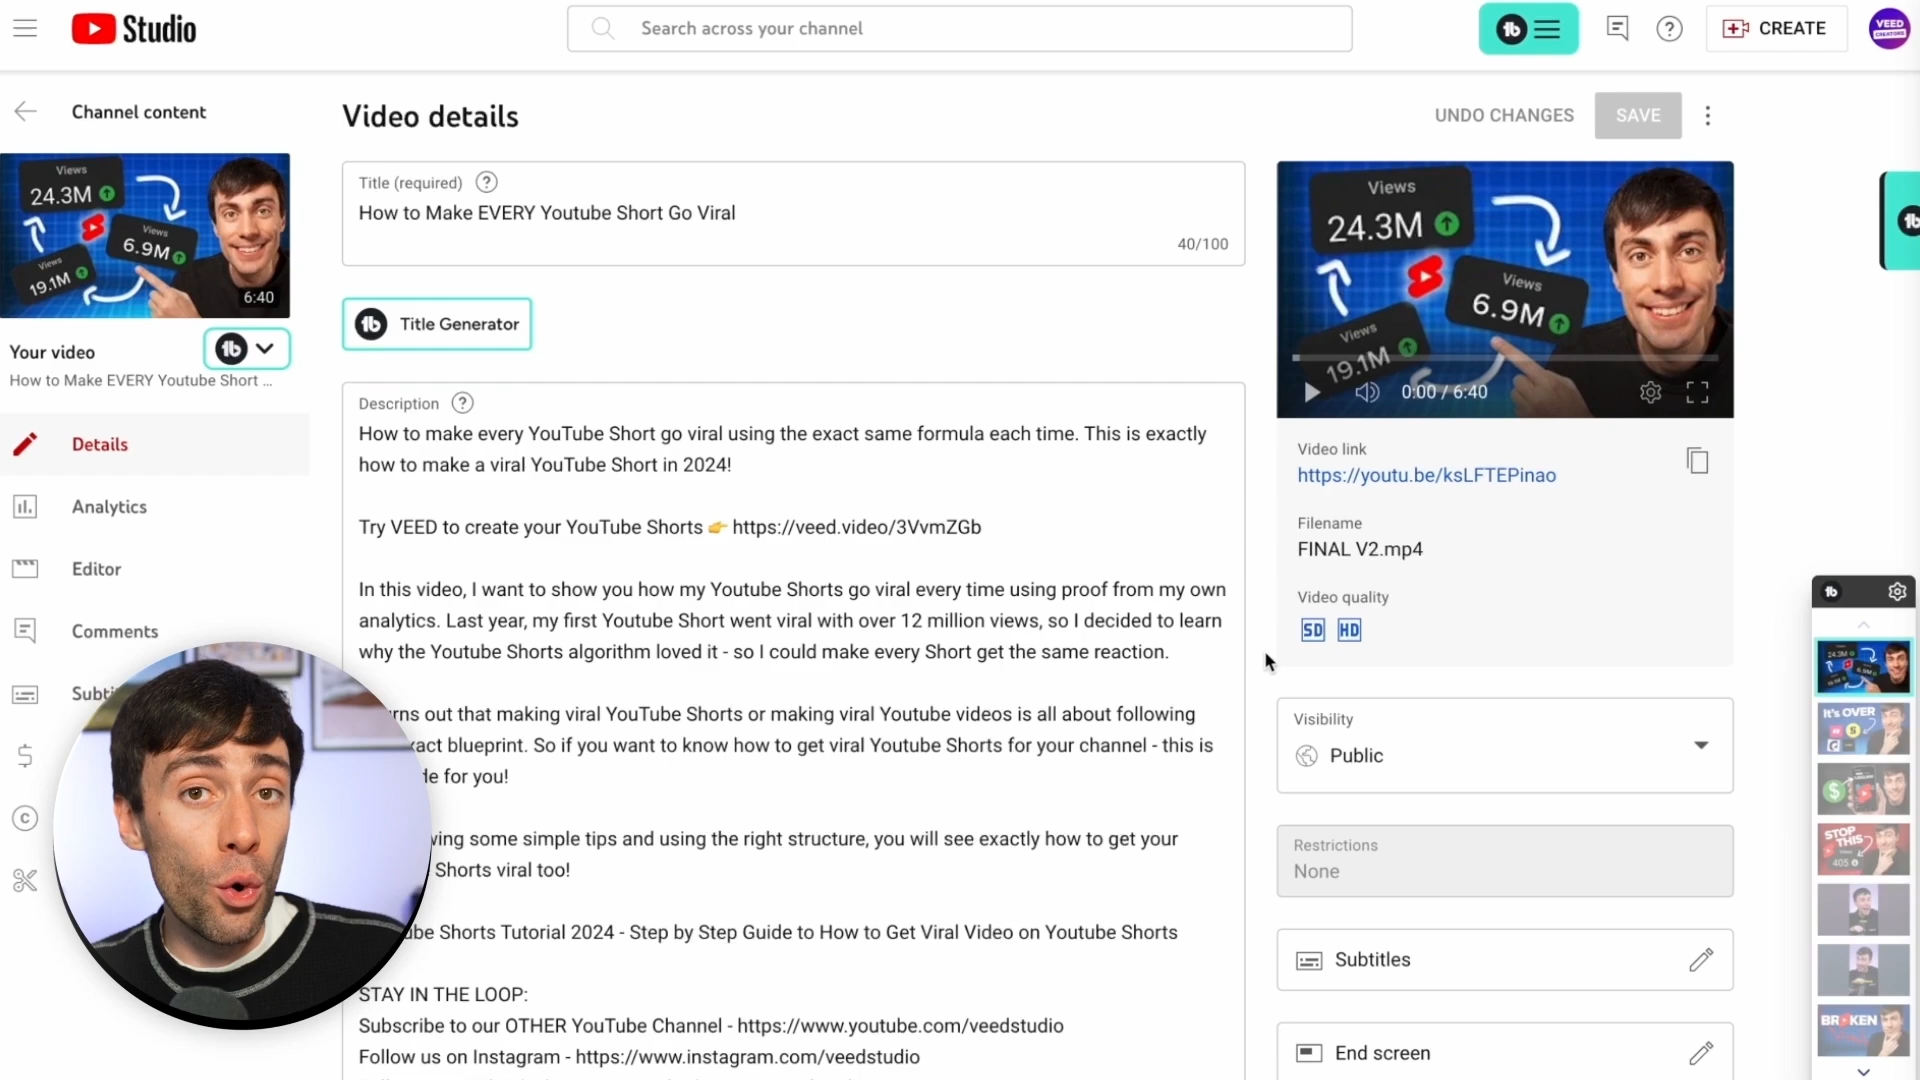 Studio
Search across your channel
CREATE
VEED
CREATORS
Channel content
Video details
UNDO CHANGES
SAVE
Views
24.3M
Views
6.9M
Views
19.1M
6:40
Your video
How to Make EVERY Youtube Short ...
Details
Analytics
Editor
Comments
Subti
Title (required)
How to Make EVERY Youtube Short Go Viral
40/100
Title Generator
Description
How to make every YouTube Short go viral using the exact same formula each time. This is exactly
how to make a viral YouTube Short in 2024!
Try VEED to create your YouTube Shorts 👉 https://veed.video/3VvmZGb
In this video, I want to show you how my Youtube Shorts go viral every time using proof from my own
analytics. Last year, my first Youtube Short went viral with over 12 million views, so I decided to learn
why the Youtube Shorts algorithm loved it - so I could make every Short get the same reaction.
rns out that making viral YouTube Shorts or making viral Youtube videos is all about following
xact blueprint. So if you want to know how to get viral Youtube Shorts for your channel - this is
de for you!
ving some simple tips and using the right structure, you will see exactly how to get your
Shorts viral too!
ube Shorts Tutorial 2024 - Step by Step Guide to How to Get Viral Video on Youtube Shorts
STAY IN THE LOOP:
Subscribe to our OTHER YouTube Channel - https://www.youtube.com/veedstudio
Follow us on Instagram - https://www.instagram.com/veedstudio
Views
24.3M
Views
6.9M
Views
19.1M
0:00 / 6:40
Video link
https://youtu.be/ksLFTEPinao
Filename
FINAL V2.mp4
Video quality
SD HD
Visibility
Public
Restrictions
None
Subtitles
End screen
24.3M
It's OVER
STOP
THIS
405
BROKEN